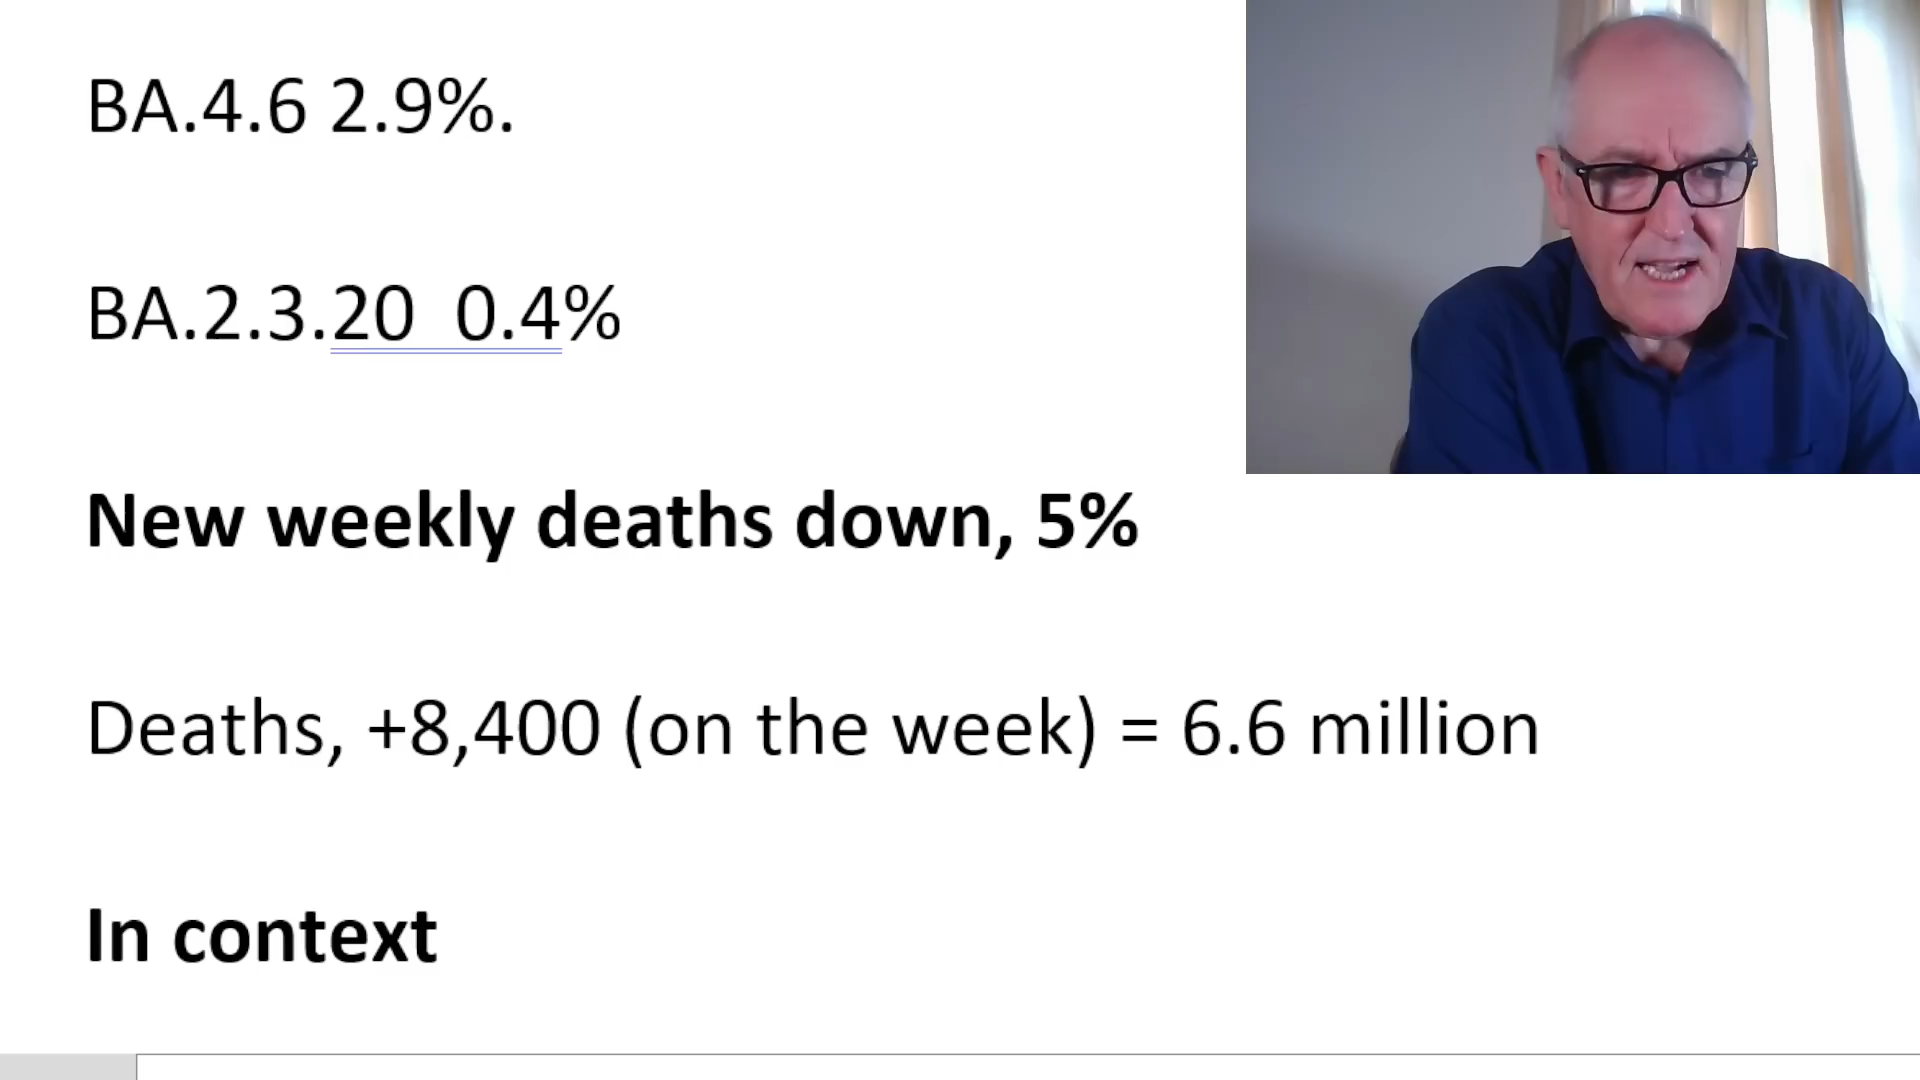 BA.4.6 2.9%.
BA.2.3.20  0.4%
New weekly deaths down, 5%
Deaths, +8,400 (on the week) = 6.6 million
In context